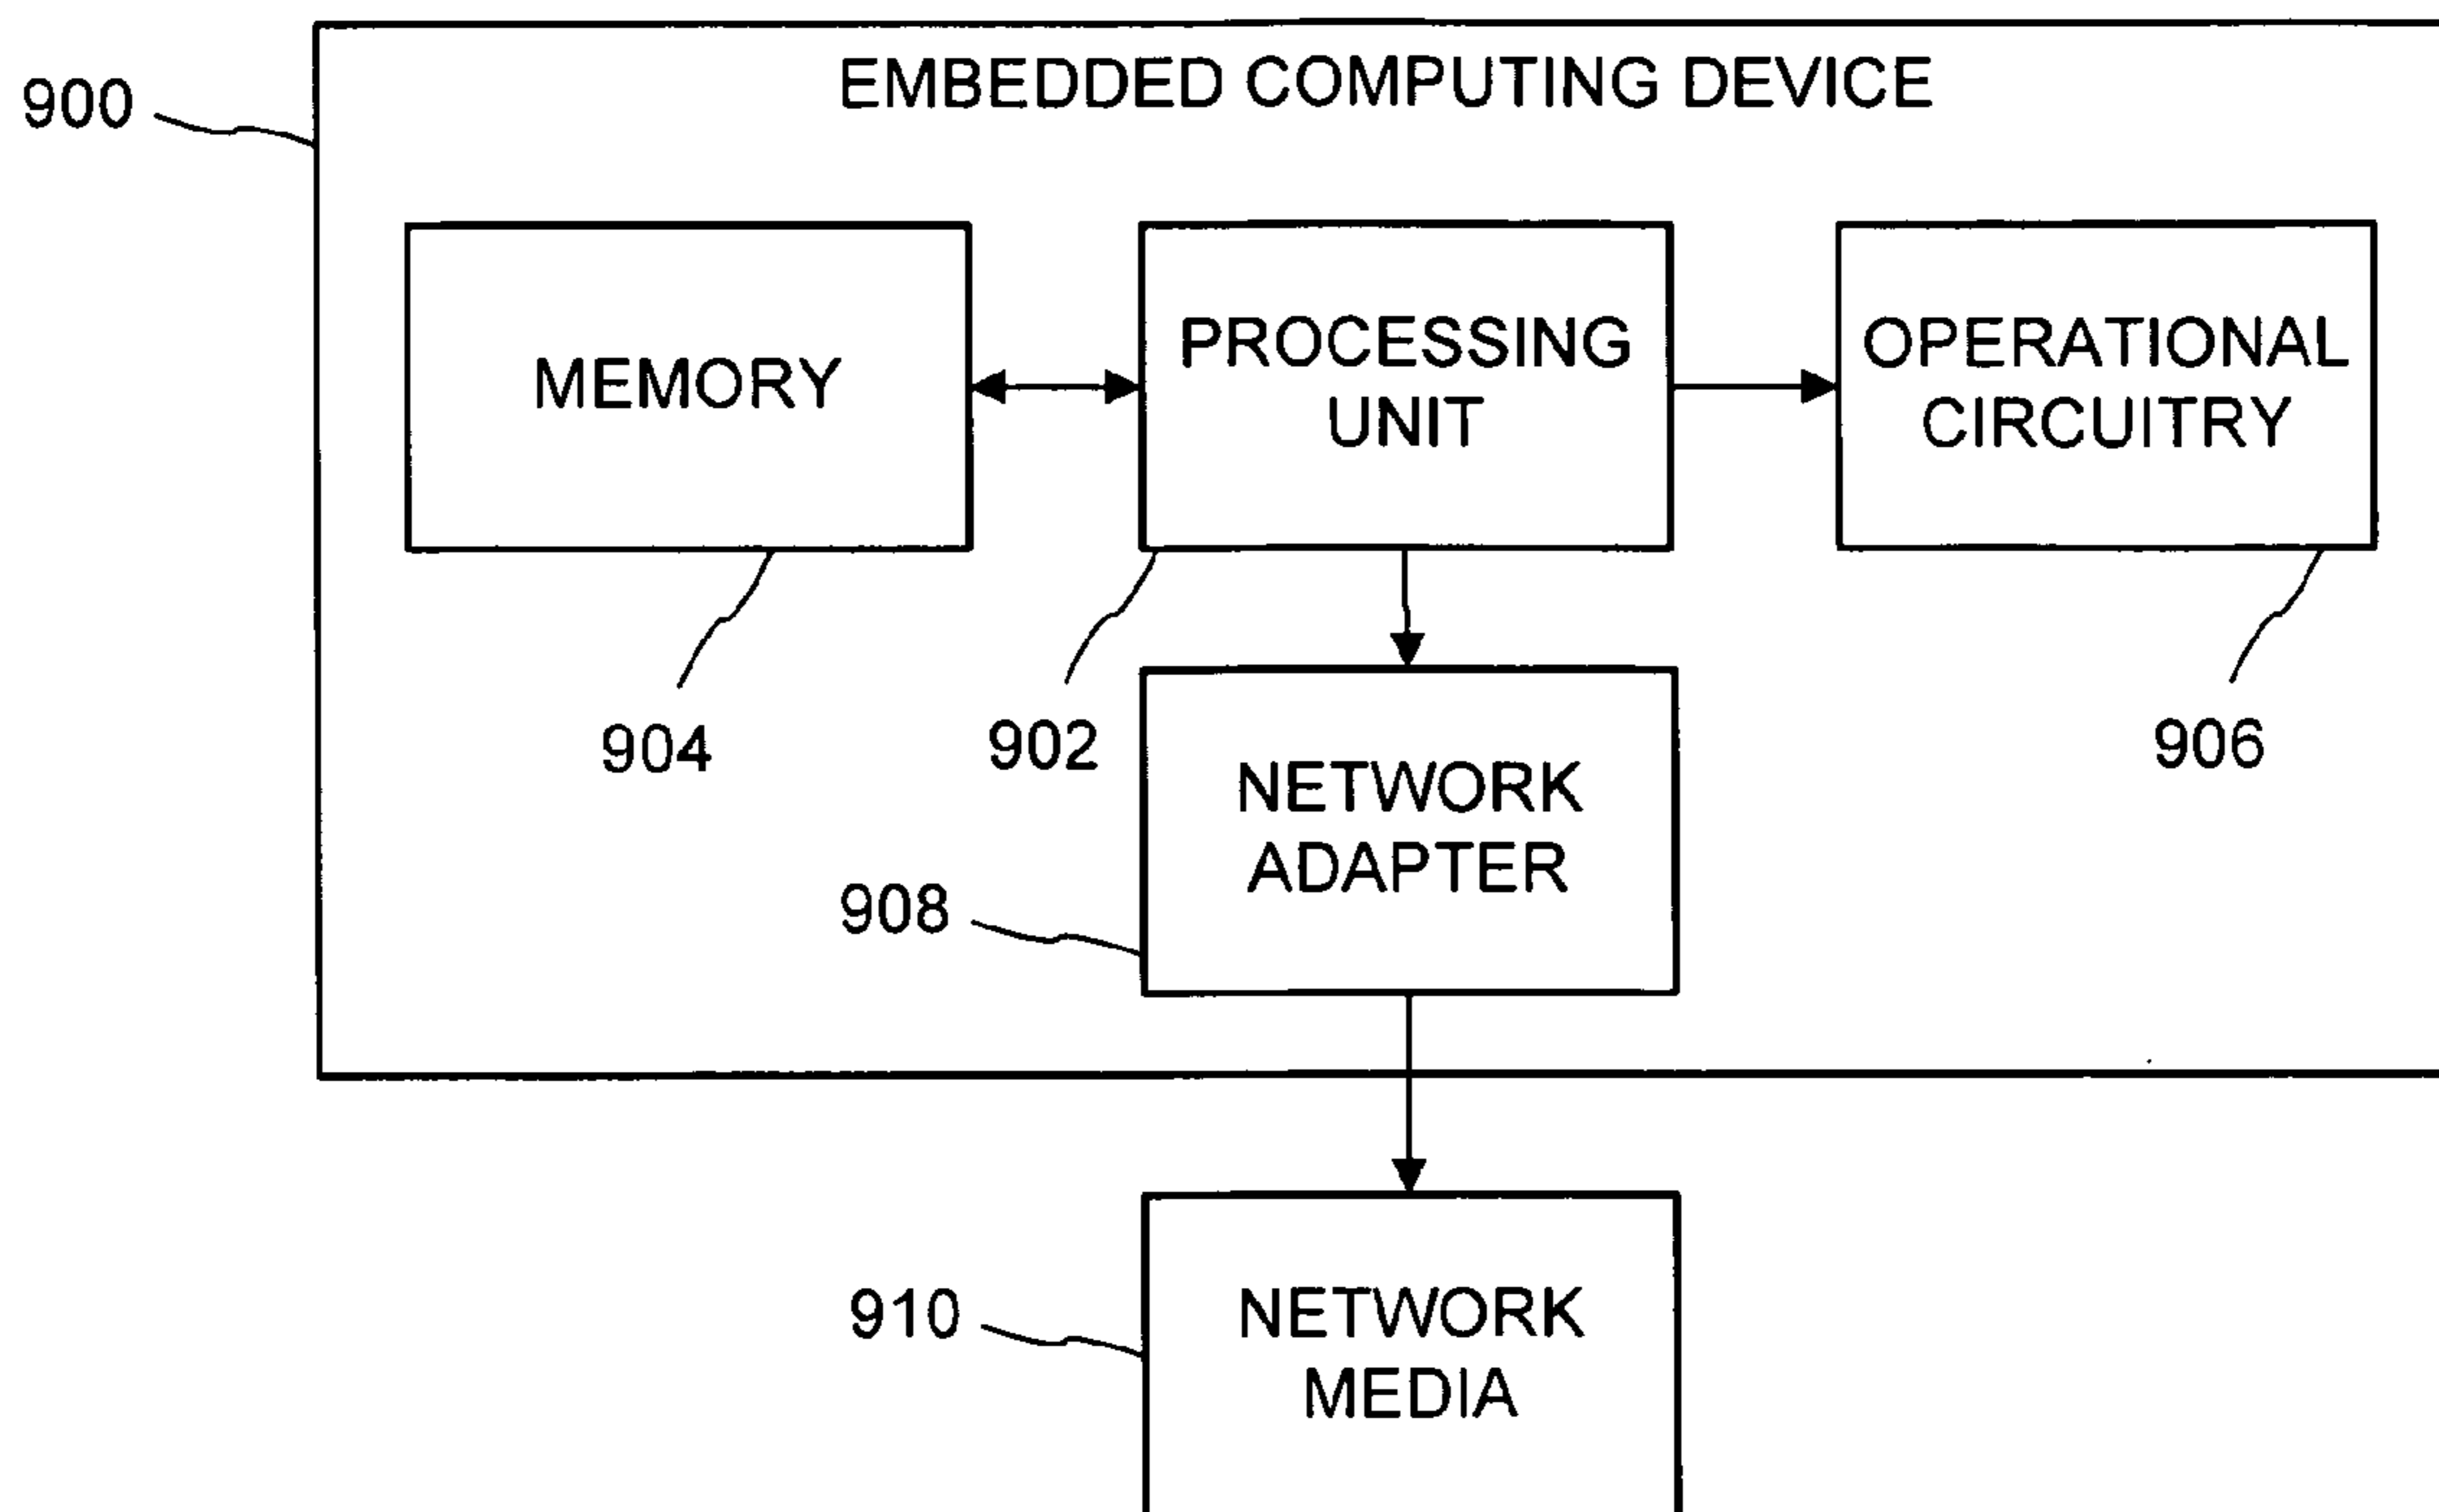 EMBEDDED COMPUTING DEVICE
900
MEMORY
PROCESSING
UNIT
OPERATIONAL
CIRCUITRY
904
902
906
NETWORK
ADAPTER
908
910
NETWORK
MEDIA